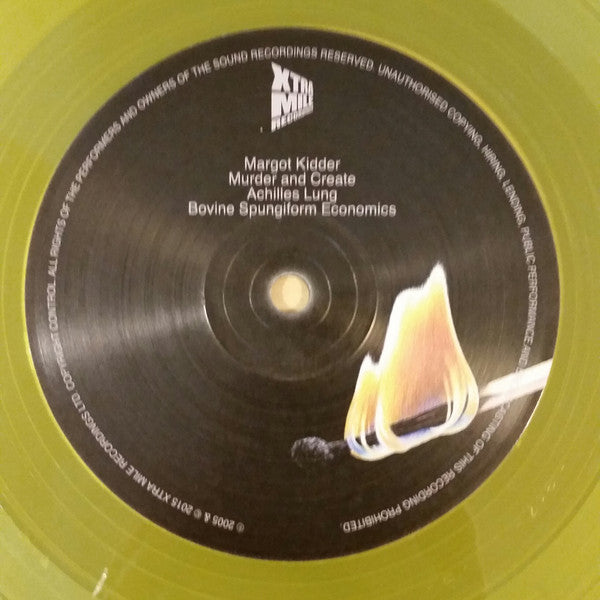 XTRA
MILE
RECORDINGS
Margot Kidder
Murder and Create
Achilles Lung
Bovine Spungiform Economics
℗ 2005 & © 2015 XTRA MILE RECORDINGS LTD. COPYRIGHT CONTROL. ALL RIGHTS OF THE PERFORMERS AND OWNERS OF THE SOUND RECORDINGS RESERVED. UNAUTHORISED COPYING, HIRING, LENDING, PUBLIC PERFORMANCE AND CASTING OF THIS RECORDING PROHIBITED.